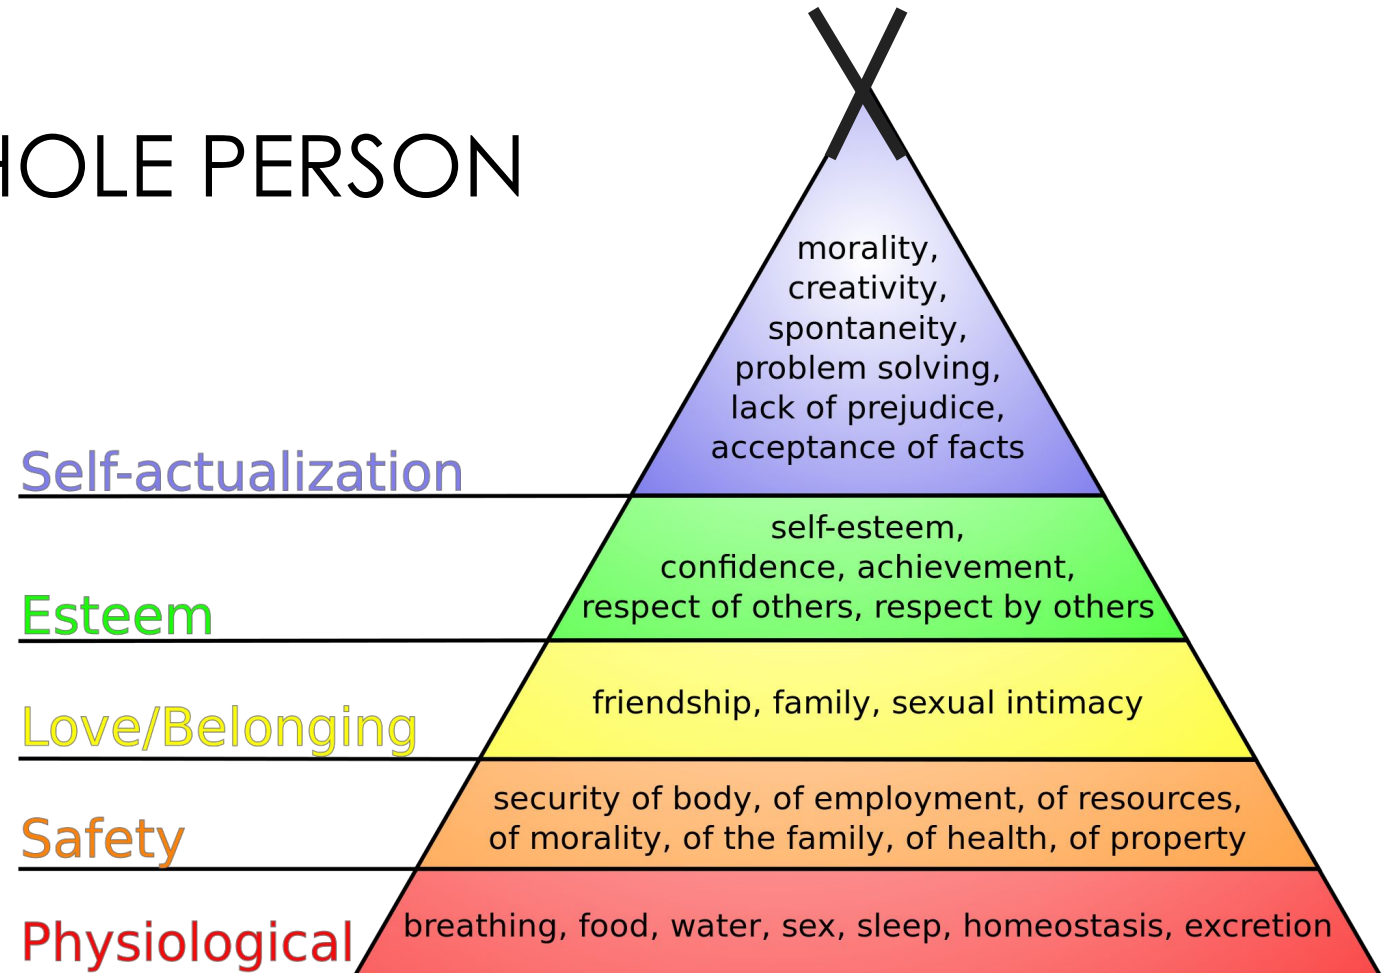 HOLE PERSON
morality,
creativity,
spontaneity,
problem solving,
lack of prejudice,
acceptance of facts
Self-actualization
self-esteem,
confidence, achievement,
respect of others, respect by others
Esteem
friendship, family, sexual intimacy
Love/Belonging
security of body, of employment, of resources,
of morality, of the family, of health, of property
Safety
breathing, food, water, sex, sleep, homeostasis, excretion
Physiological